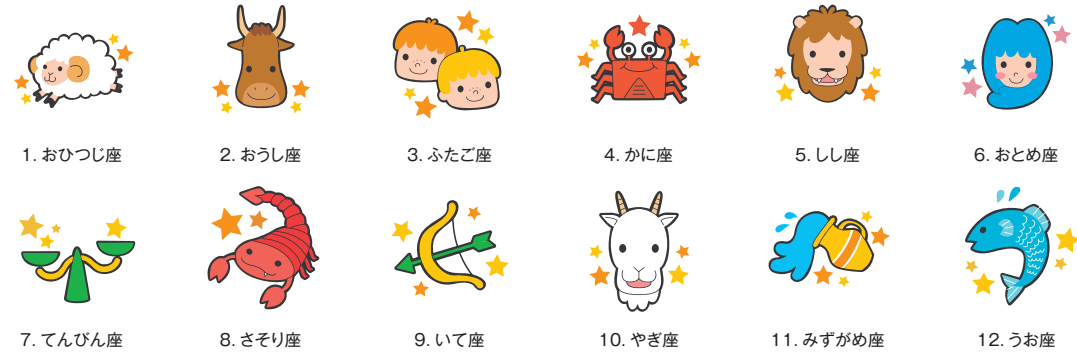 1. おひつじ座
2. おうし座
3. ふたご座
4. かに座
5. しし座
6. おとめ座
7. てんびん座
8. さそり座
9. いて座
10. やぎ座
11. みずがめ座
12. うお座